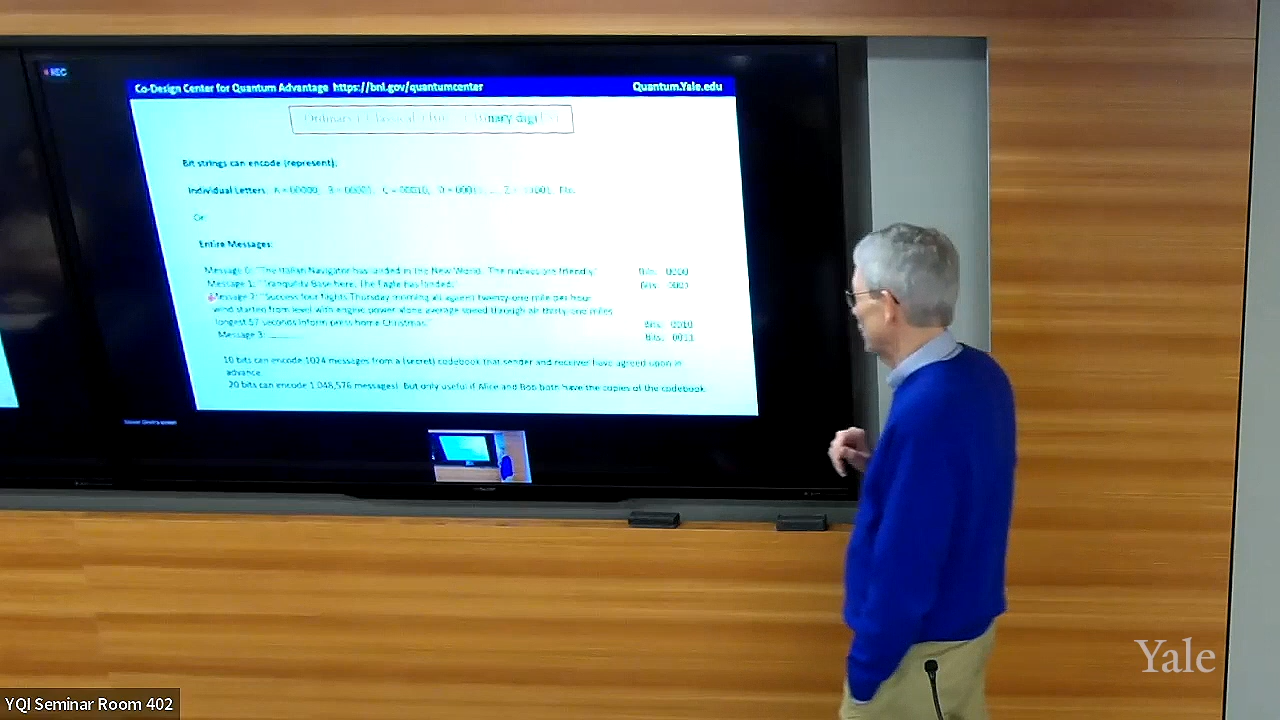 REC
Co-Design Center for Quantum Advantage https://bnl.gov/quantumcenter Quantum.Yale.edu
Bit strings can encode (represent):
Individual Letters:
Or
Entire Messages:
Message 0: "The Italian Navigator has landed in the New World. The natives are friendly" Bits: 0000
Message 1: "Tranquility Base here. The Eagle has landed." Bits: 0001
Message 2: "Success four flights Thursday morning all against twenty one mile per hour
wind started from level with engine power alone average speed through air thirty one miles
longest 57 seconds inform press home Christmas" Bits: 0010
Message 3: Bits: 0011
10 bits can encode 1024 messages from a (secret) codebook that sender and receiver have agreed upon in
advance.
20 bits can encode 1,048,576 messages! But only useful if Alice and Bob both have the copies of the codebook
Yale
YQI Seminar Room 402